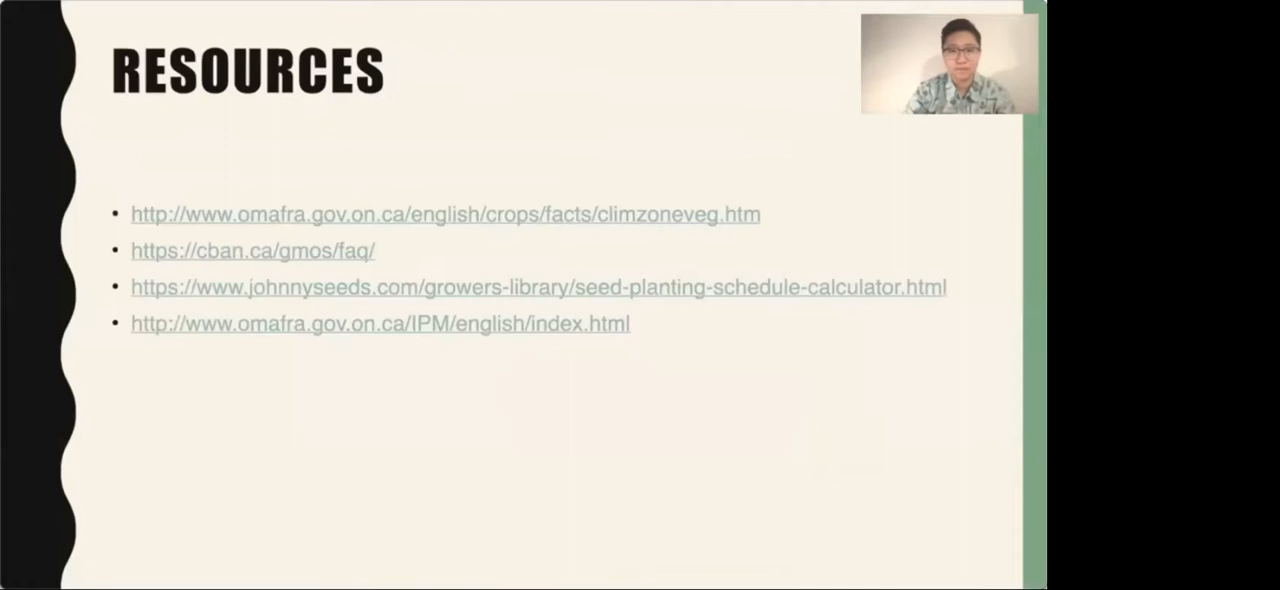 RESOURCES
• http://www.omafra.gov.on.ca/english/crops/facts/climzoneveg.htm
• https://cban.ca/gmos/faq/
• https://www.johnnyseeds.com/growers-library/seed-planting-schedule-calculator.html
• http://www.omafra.gov.on.ca/IPM/english/index.html